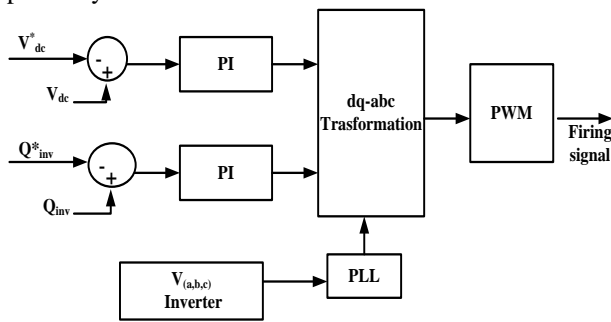 V*dc
-
+
PI
Vdc
dq-abc
Trasformation
PWM
Firing
signal
Q*inv
-
+
PI
Qinv
V(a,b,c)
Inverter
PLL